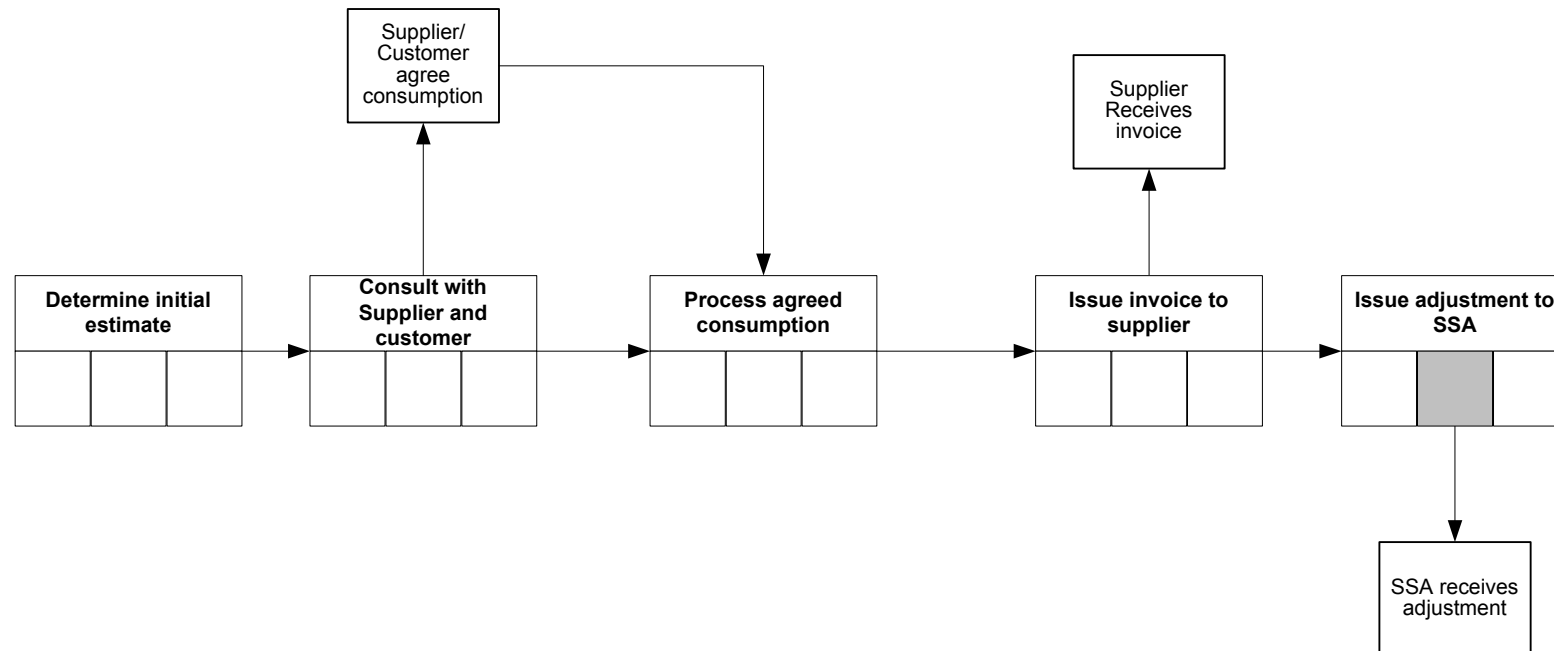 Supplier/
Customer
agree
consumption
Supplier
Receives
invoice
Determine initial
estimate
Consult with
Supplier and
customer
Process agreed
consumption
Issue invoice to
supplier
Issue adjustment to
SSA
SSA receives
adjustment